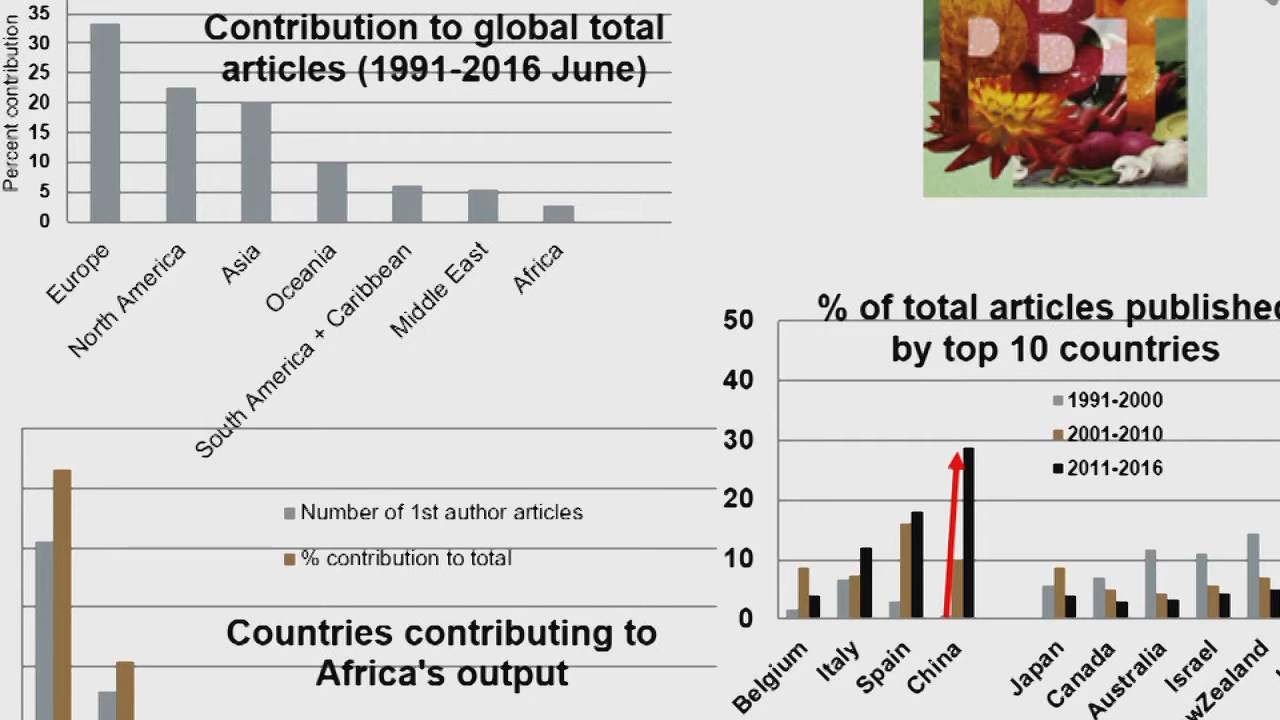 Contribution to global total
articles (1991-2016 June)
Percent contribution
35
30
25
20
15
10
5
0
Europe
North America
Asia
Oceania
South America + Caribbean
Middle East
Africa
PBT
% of total articles published
by top 10 countries
50
40
30
20
10
0
1991-2000
2001-2010
2011-2016
Belgium
Italy
Spain
China
Japan
Canada
Australia
Israel
wZealand
Number of 1st author articles
% contribution to total
Countries contributing to
Africa's output